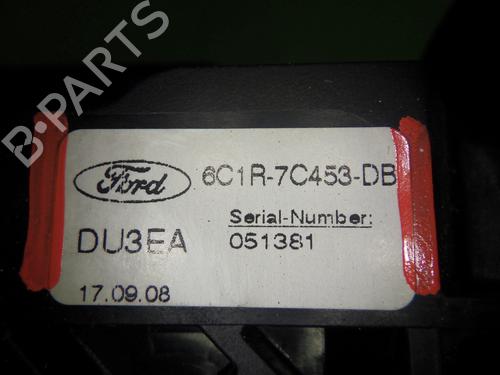 B-PARTS
Ford 6C1R-7C453-DB
Serial-Number:
DU3EA 051381
17.09.08